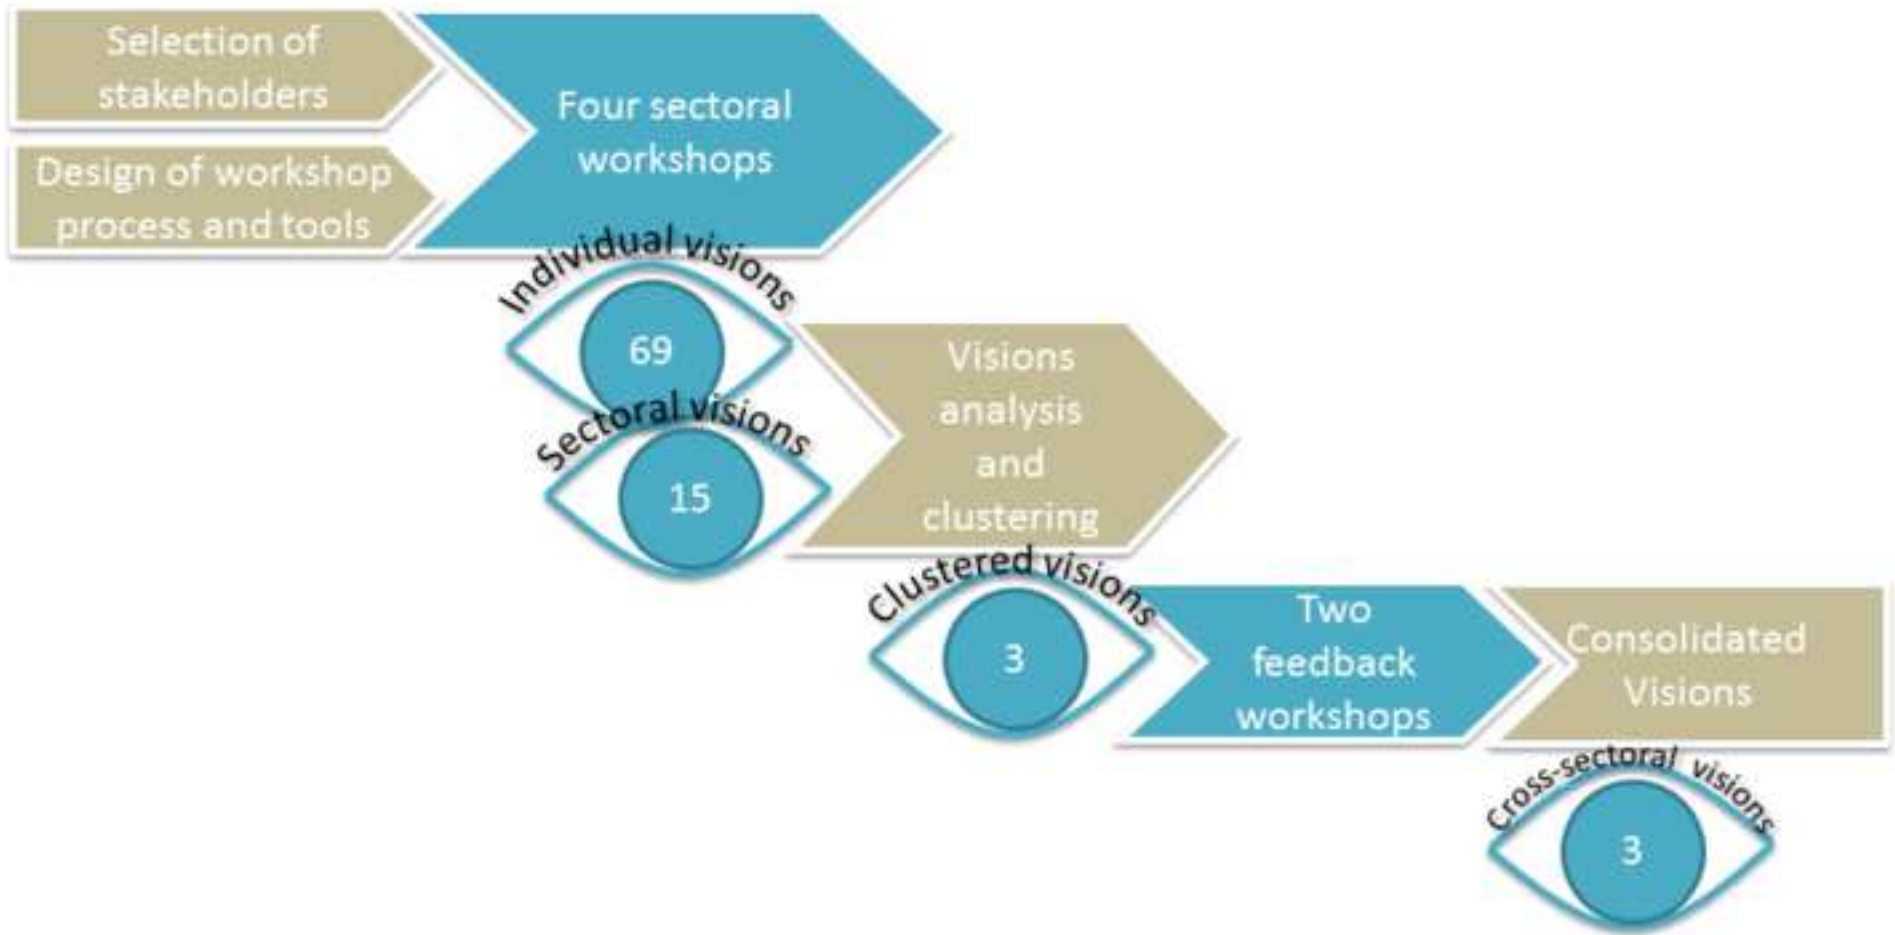 Selection of
stakeholders
Design of workshop
process and tools
Four sectoral
workshops
Individual visions
69
Sectoral visions
15
Visions
analysis
and
clustering
Clustered visions
3
Two
feedback
workshops
Consolidated
Visions
Cross-sectoral visions
3